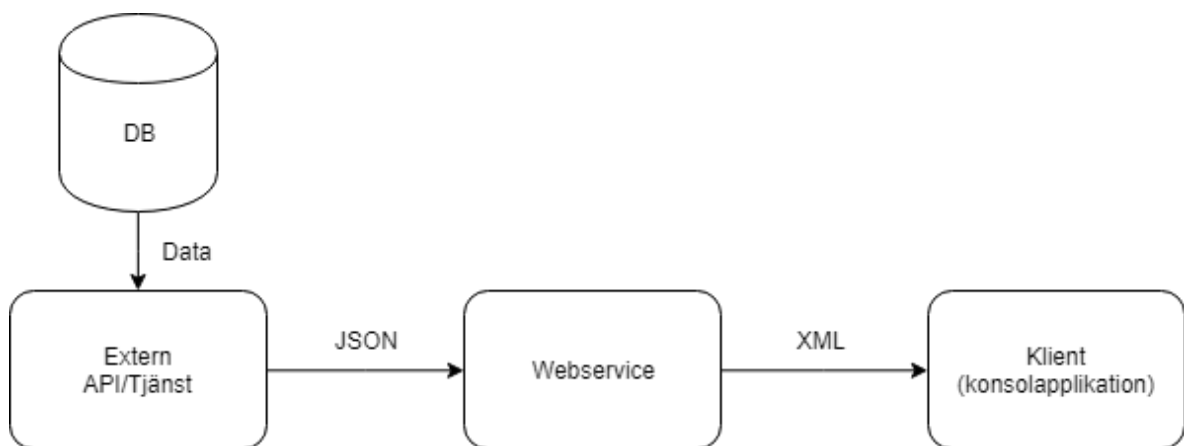 DB
Data
Extern
API/Tjänst
JSON
Webservice
XML
Klient
(konsolapplikation)